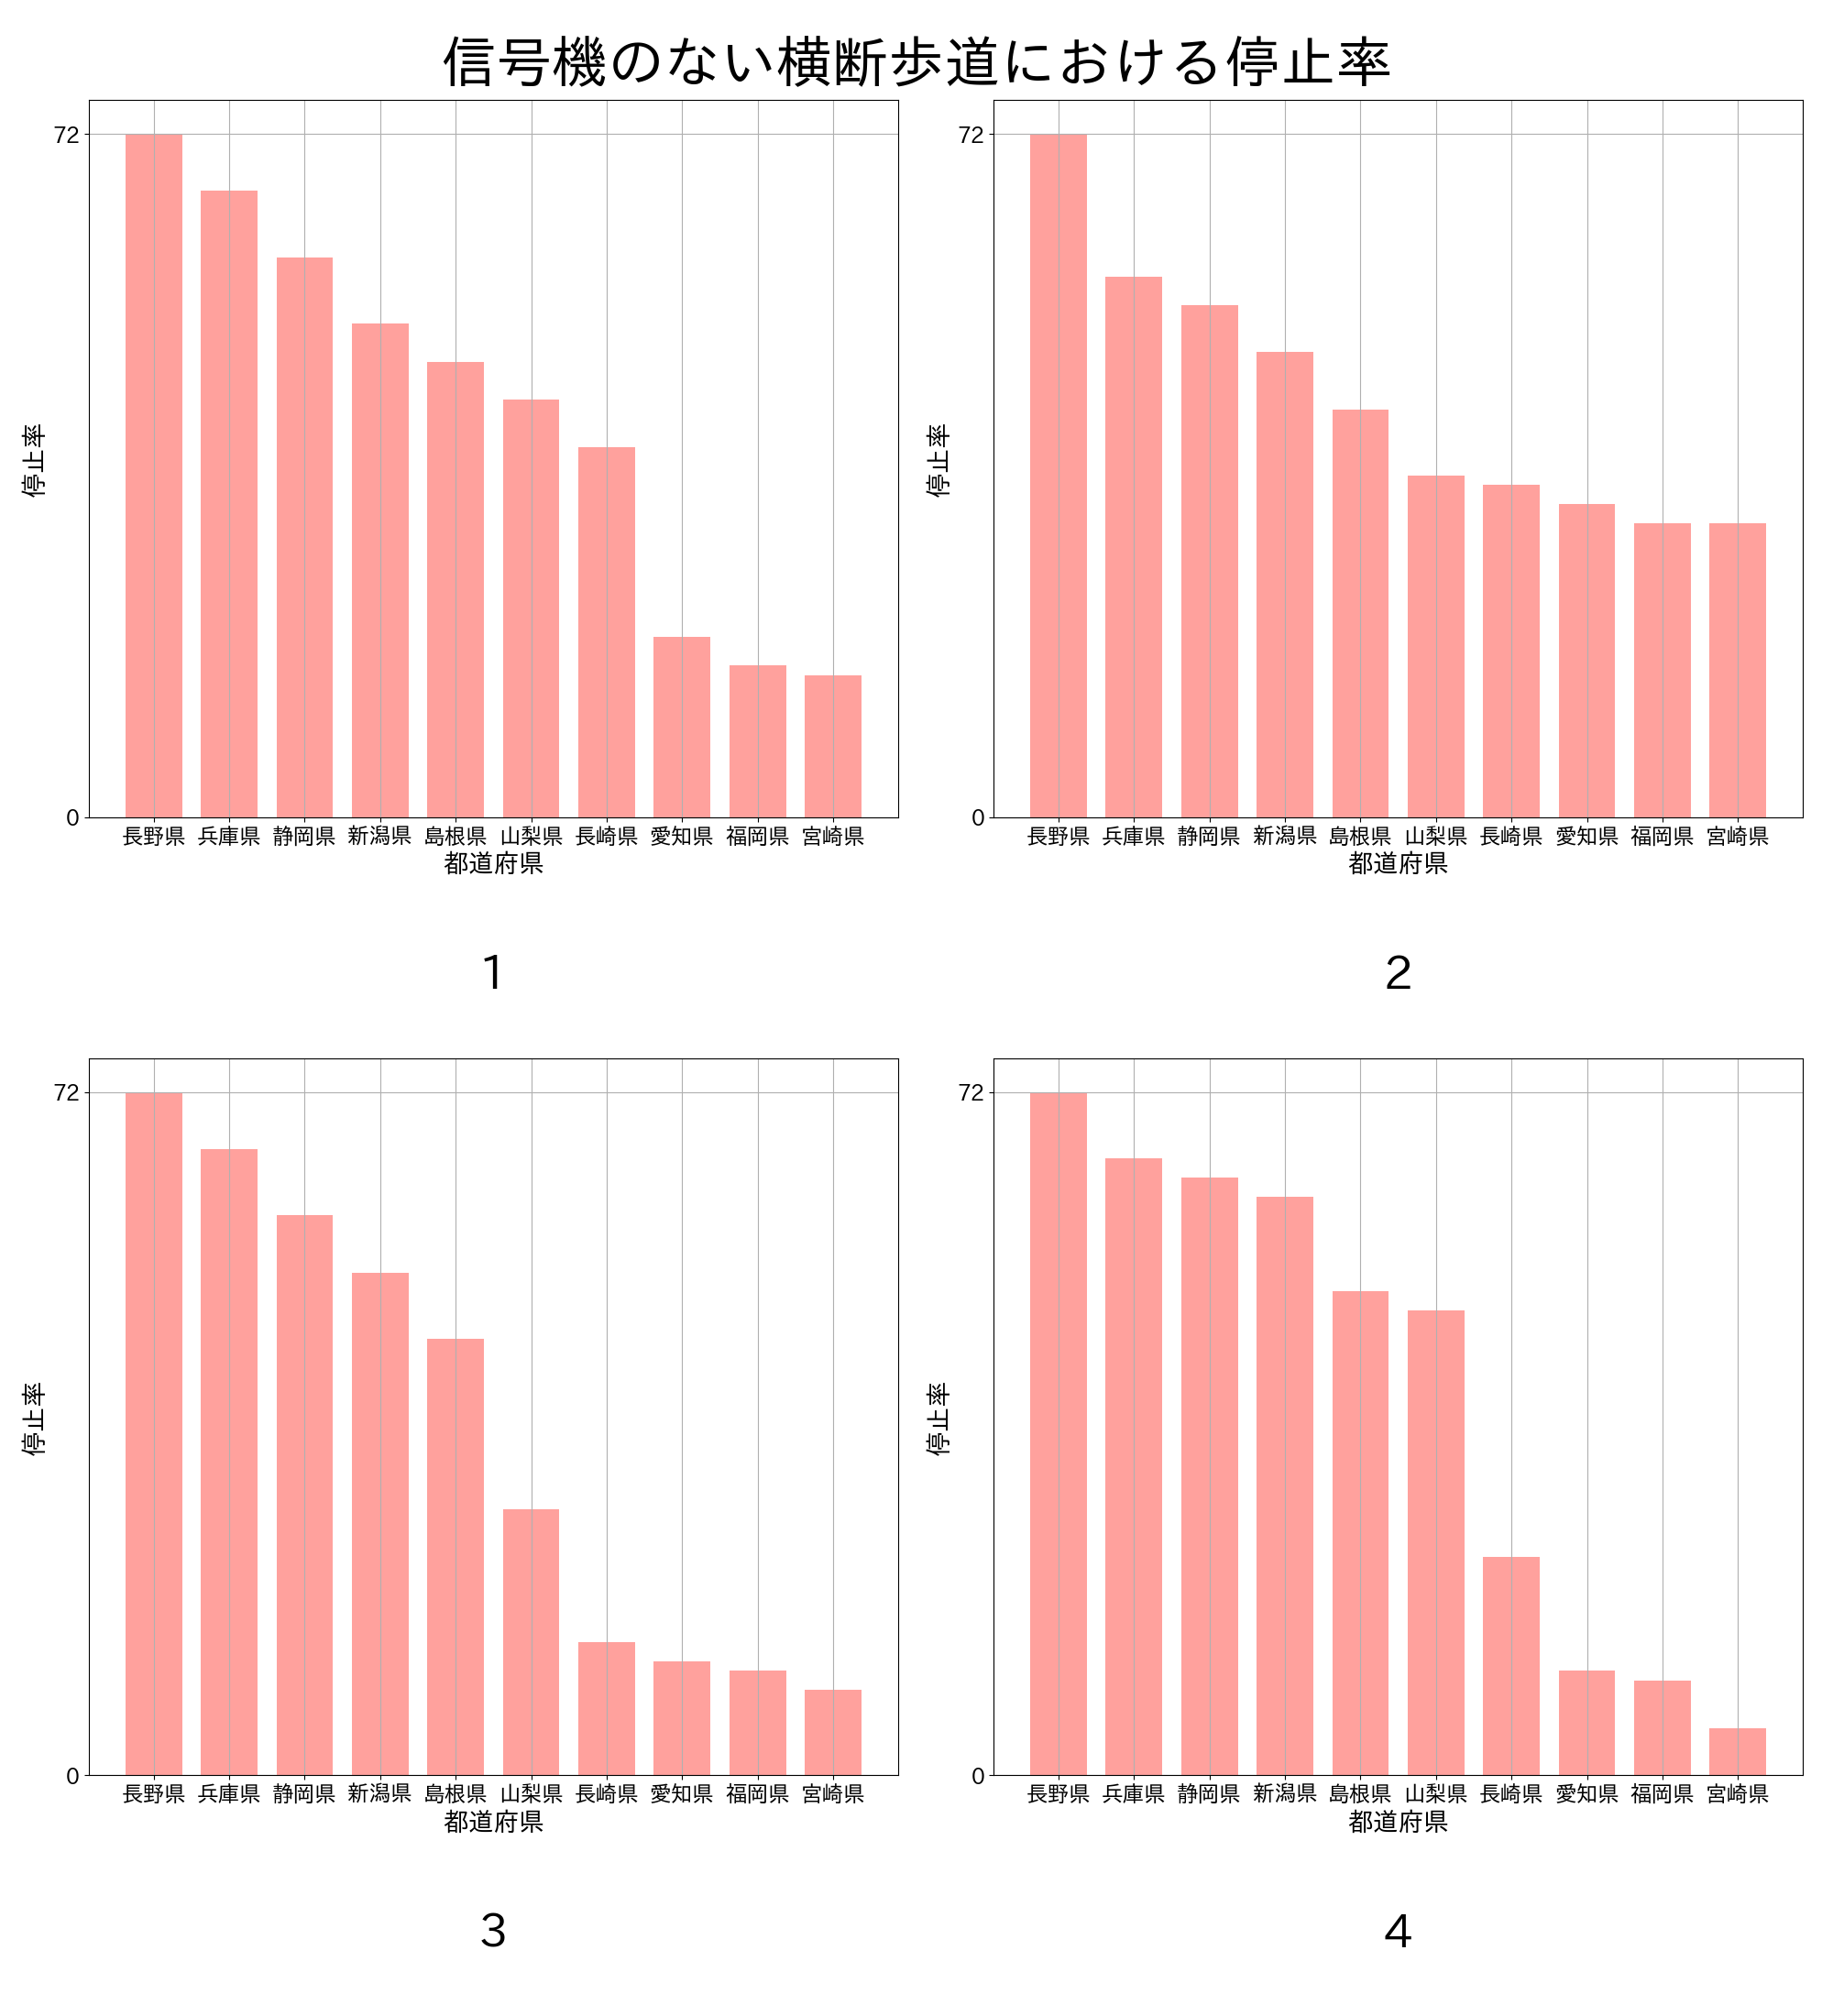 信号機のない横断歩道における停止率
72
0
停止率
長野県 兵庫県 静岡県 新潟県 島根県 山梨県 長崎県 愛知県 福岡県 宮崎県
都道府県
1
72
0
停止率
長野県 兵庫県 静岡県 新潟県 島根県 山梨県 長崎県 愛知県 福岡県 宮崎県
都道府県
2
72
0
停止率
長野県 兵庫県 静岡県 新潟県 島根県 山梨県 長崎県 愛知県 福岡県 宮崎県
都道府県
3
72
0
停止率
長野県 兵庫県 静岡県 新潟県 島根県 山梨県 長崎県 愛知県 福岡県 宮崎県
都道府県
4